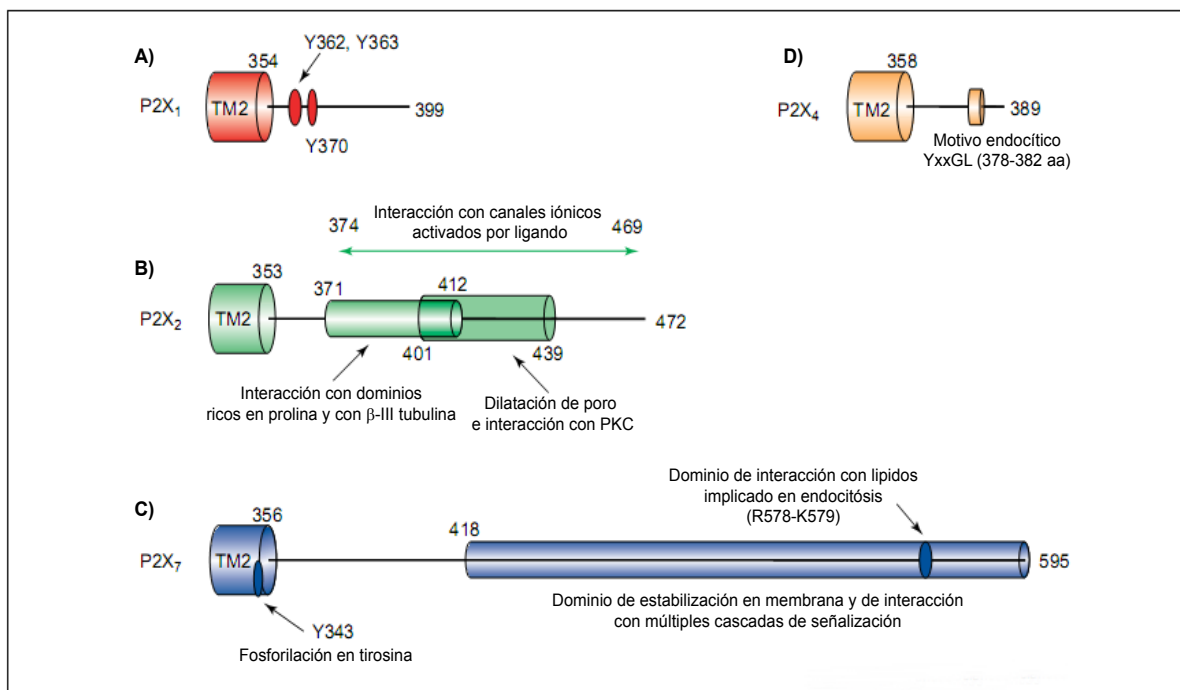 A)
Y362, Y363
354
P2X1
TM2
399
Y370
D)
358
P2X4
TM2
389
Motivo endocítico
YxxGL (378-382 aa)
Interacción con canales iónicos
activados por ligando
374
469
B)
353
371
412
P2X2
TM2
472
401
439
Interacción con dominios
ricos en prolina y con β-III tubulina
Dilatación de poro
e interacción con PKC
Dominio de interacción con lipidos
implicado en endocitósis
(R578-K579)
C)
356
418
P2X7
TM2
595
Y343
Fosforilación en tirosina
Dominio de estabilización en membrana y de interacción
con múltiples cascadas de señalización